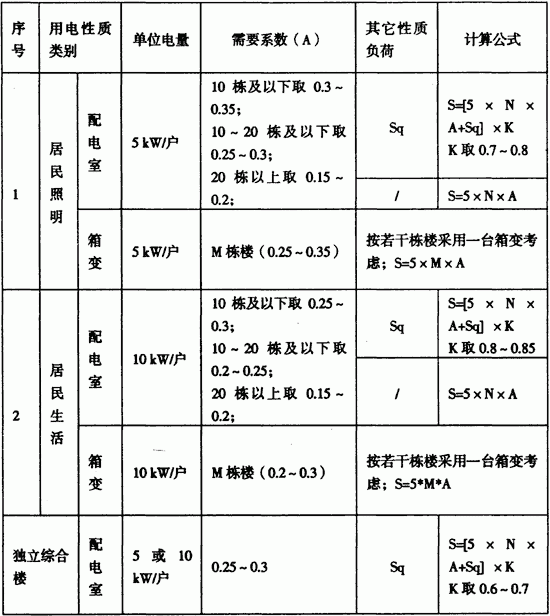 序号 用电性质类别 单位电量 需要系数（A） 其它性质负荷 计算公式
1 居民照明 配电室 5 kW/户
10 栋及以下取 0.3～
0.35；
10～20 栋及以下取
0.25～0.3；
20 栋以上取 0.15～
0.2；
Sq
S=[5 × N ×
A+Sq] × K
K 取 0.7～0.8
/ S=5×N×A
箱变 5 kW/户 M 栋楼（0.25～0.35）
按若干栋楼采用一台箱变考
虑；S=5×M×A
2 居民生活 配电室 10 kW/户
10 栋及以下取 0.25～
0.3；
10～20 栋及以下取
0.2～0.25；
20 栋以上取 0.15～
0.2；
Sq
S=[5 × N ×
A+Sq] × K
K 取 0.8～0.85
/ S=5×N×A
箱变 10 kW/户 M 栋楼（0.2～0.3）
按若干栋楼采用一台箱变考
虑；S=5*M*A
独立综合楼 配电室
5 或 10
kW/户
0.25～0.3 Sq
S=[5 × N ×
A+Sq] × K
K 取 0.6～0.7